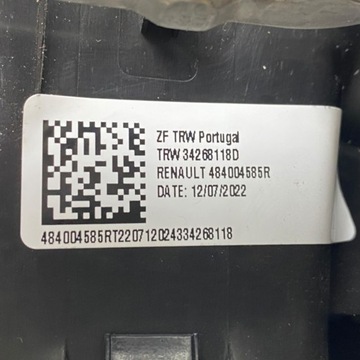 ZF TRW Portugal
TRW 34268118D
RENAULT 484004585R
DATE: 12/07/2022
484004585RT220712024334268118